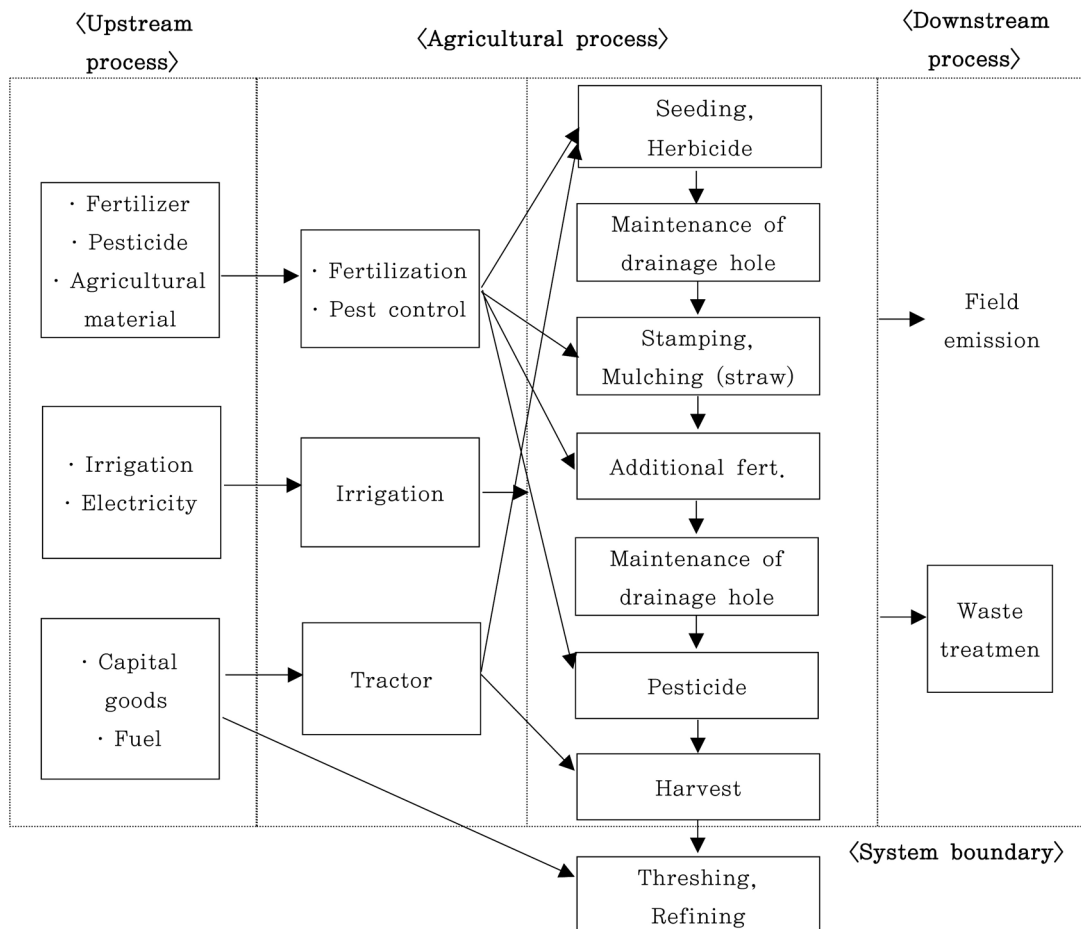 〈Upstream
process〉
〈Agricultural process〉
〈Downstream
process〉
· Fertilizer
· Pesticide
· Agricultural
material
· Irrigation
· Electricity
· Capital
goods
· Fuel
· Fertilization
· Pest control
Irrigation
Tractor
Seeding,
Herbicide
Maintenance of
drainage hole
Stamping,
Mulching (straw)
Additional fert.
Maintenance of
drainage hole
Pesticide
Harvest
Threshing,
Refining
Field
emission
Waste
treatmen
〈System boundary〉